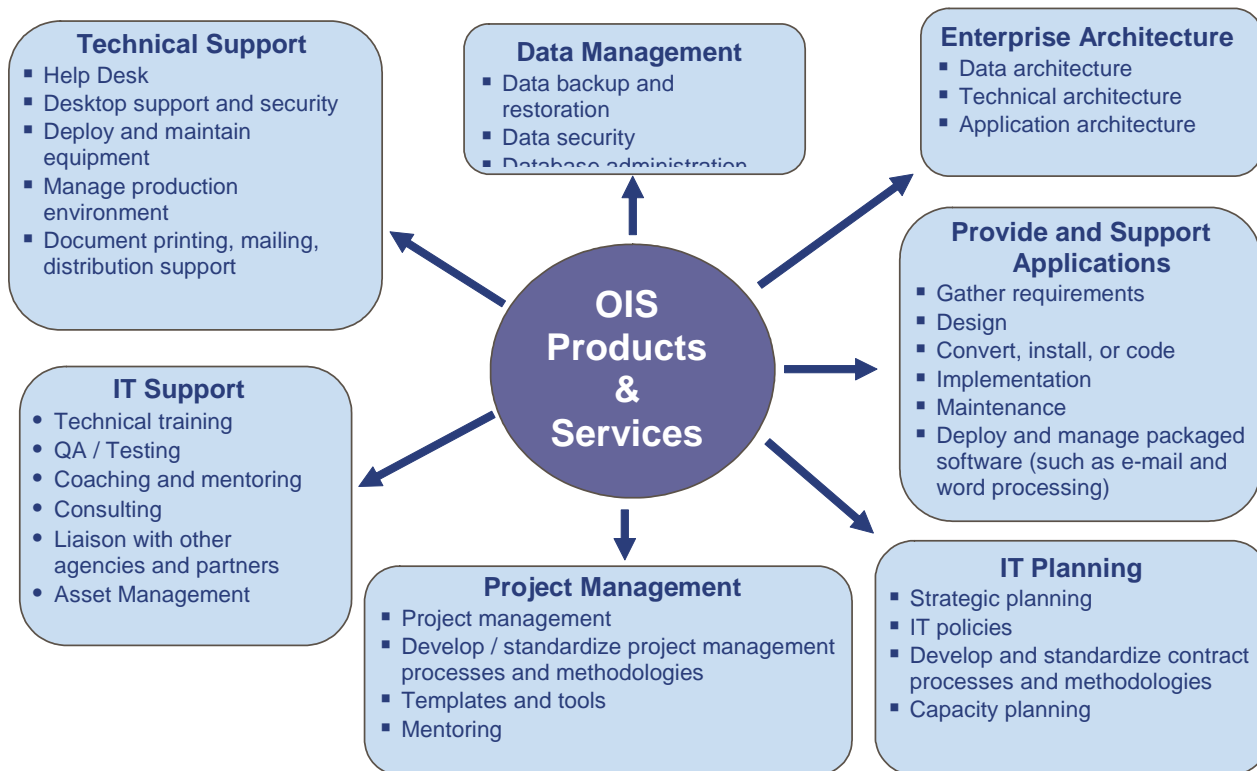 Technical Support
▪ Help Desk
▪ Desktop support and security
▪ Deploy and maintain
equipment
▪ Manage production
environment
▪ Document printing, mailing,
distribution support
Data Management
▪ Data backup and
restoration
▪ Data security
▪ Database administration
Enterprise Architecture
▪ Data architecture
▪ Technical architecture
▪ Application architecture
OIS
Products
&
Services
Provide and Support
Applications
▪ Gather requirements
▪ Design
▪ Convert, install, or code
▪ Implementation
▪ Maintenance
▪ Deploy and manage packaged
software (such as e-mail and
word processing)
IT Support
• Technical training
• QA / Testing
• Coaching and mentoring
• Consulting
• Liaison with other
agencies and partners
• Asset Management
Project Management
▪ Project management
▪ Develop / standardize project management
processes and methodologies
▪ Templates and tools
▪ Mentoring
IT Planning
▪ Strategic planning
▪ IT policies
▪ Develop and standardize contract
processes and methodologies
▪ Capacity planning